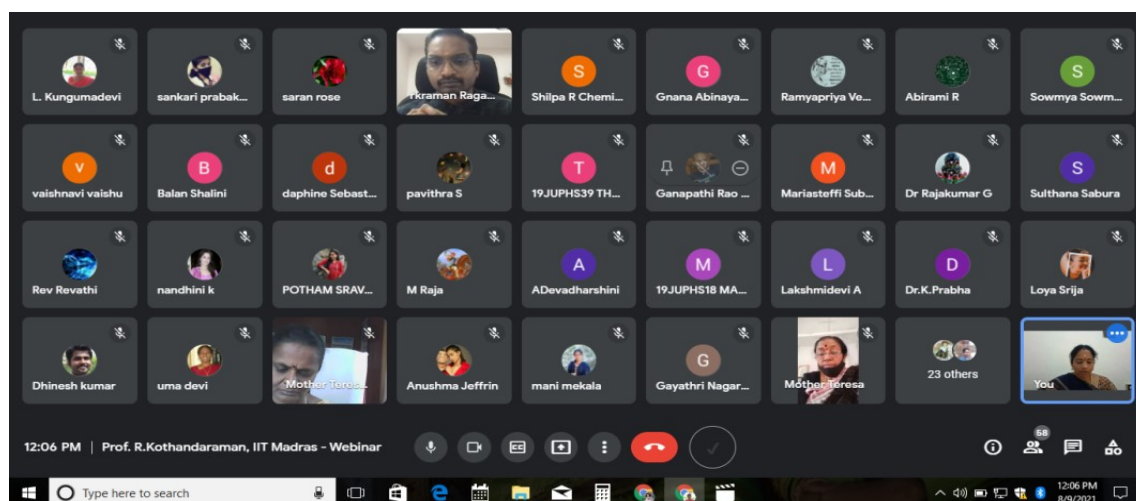 L. Kungumadevi
sankari prabak...
saran rose
rkraman Raga...
S
Shilpa R Chemi...
G
Gnana Abinaya...
Ramyapriya Ve...
Abirami R
S
Sowmya Sowm...
v
vaishnavi vaishu
B
Balan Shalini
d
daphine Sebast...
pavithra S
T
19JUPHS39 TH...
Ganapathi Rao ...
M
Mariasteffi Sub...
Dr Rajakumar G
S
Sulthana Sabura
Rev Revathi
nandhini k
POTHAM SRAV...
M Raja
A
ADevadharshini
M
19JUPHS18 MA...
L
Lakshmidevi A
D
Dr.K.Prabha
Loya Srija
Dhinesh kumar
uma devi
Mother Teres...
Anushma Jeffrin
mani mekala
G
Gayathri Nagar...
Mother Teresa
23 others
You
12:06 PM | Prof. R.Kothandaraman, IIT Madras - Webinar
58
Type here to search
12:06 PM
8/9/2021